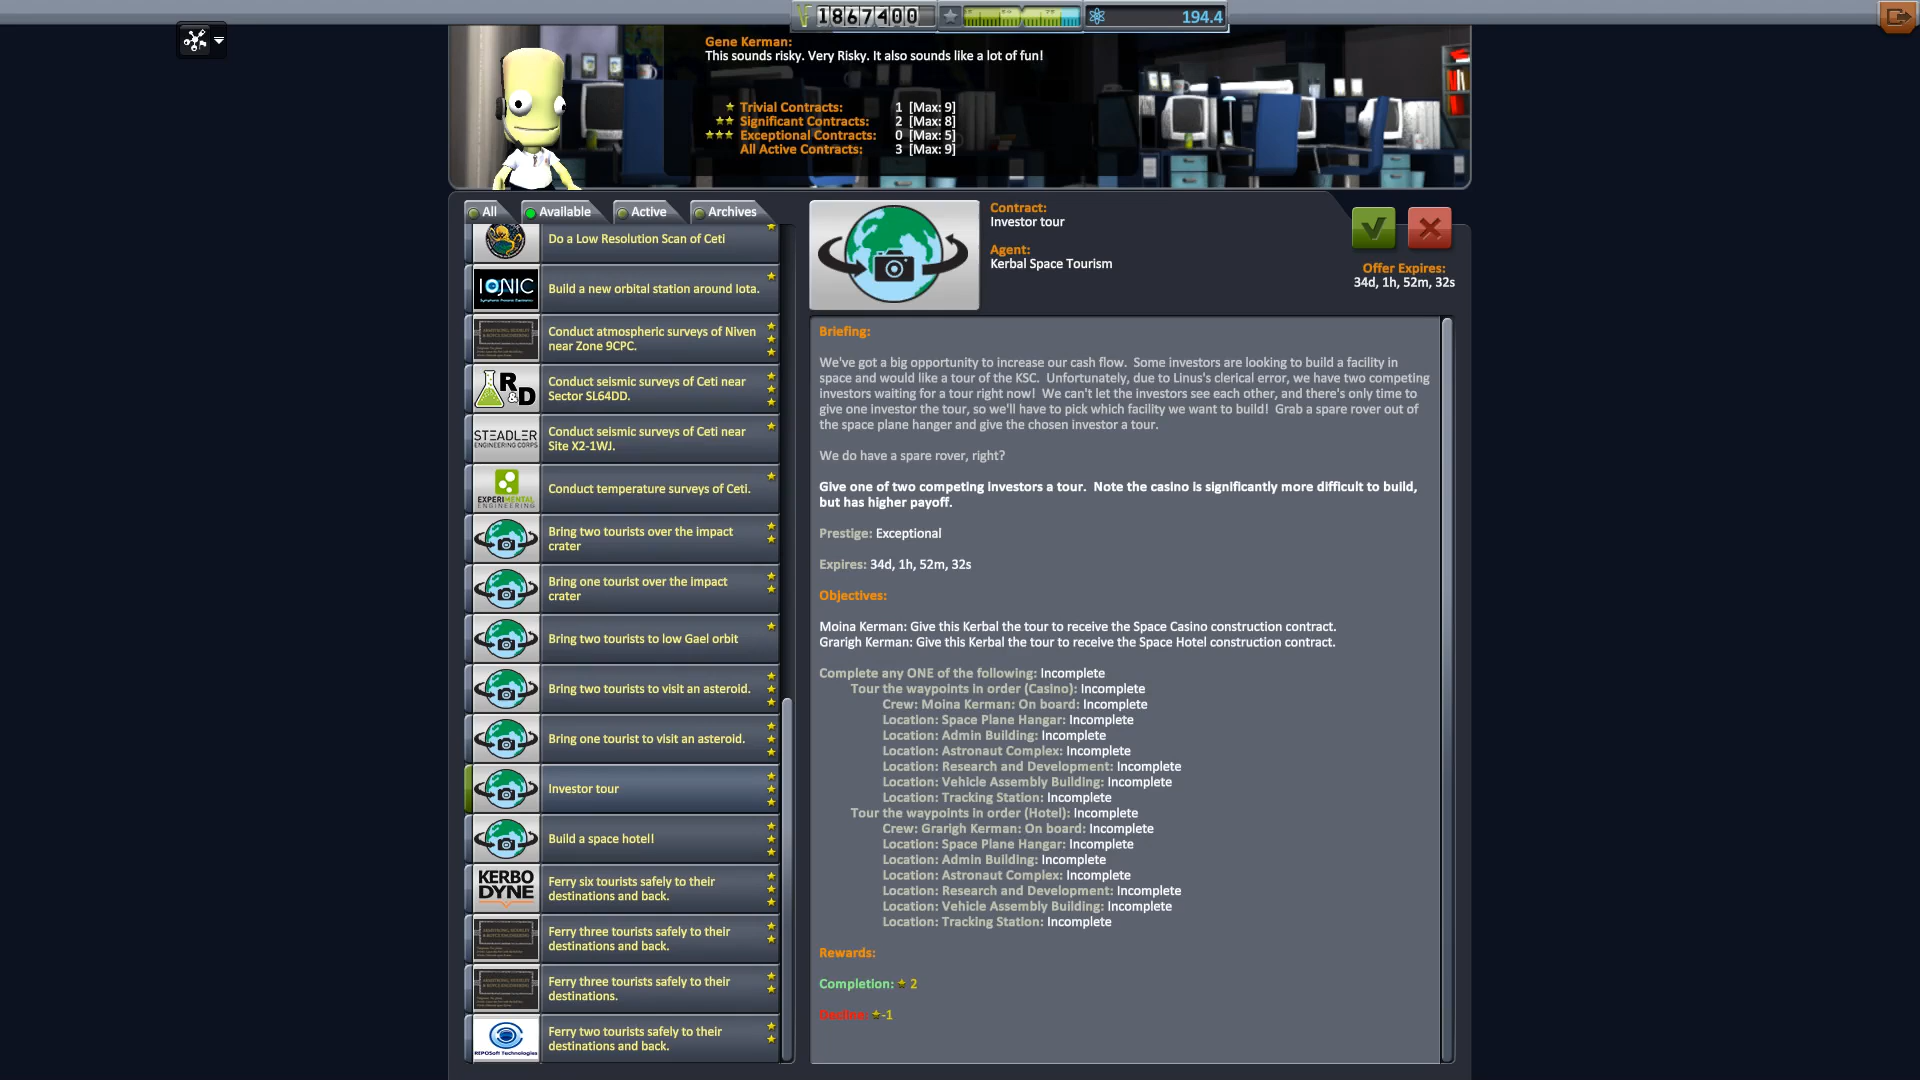 1867400
194.4
Gene Kerman:
This sounds risky. Very Risky. It also sounds like a lot of fun!
Trivial Contracts: 1 [Max: 9]
Significant Contracts: 2 [Max: 8]
Exceptional Contracts: 0 [Max: 5]
All Active Contracts: 3 [Max: 9]
All
Available
Active
Archives
Do a Low Resolution Scan of Ceti
IONIC
Build a new orbital station around Iota.
Conduct atmospheric surveys of Niven
near Zone 9CPC.
R&D
Conduct seismic surveys of Ceti near
Sector SL64DD.
STEADLER
ENGINEERING CORPS
Conduct seismic surveys of Ceti near
Site X2-1WJ.
EXPERIMENTAL
ENGINEERING
Conduct temperature surveys of Ceti.
Bring two tourists over the impact
crater
Bring one tourist over the impact
crater
Bring two tourists to low Gael orbit
Bring two tourists to visit an asteroid.
Bring one tourist to visit an asteroid.
Investor tour
Build a space hotel!
KERBO
DYNE
Ferry six tourists safely to their
destinations and back.
Ferry three tourists safely to their
destinations and back.
Ferry three tourists safely to their
destinations.
REPOSoft Technologies
Ferry two tourists safely to their
destinations and back.
Contract:
Investor tour
Agent:
Kerbal Space Tourism
Offer Expires:
34d, 1h, 52m, 32s
Briefing:
We've got a big opportunity to increase our cash flow. Some investors are looking to build a facility in
space and would like a tour of the KSC. Unfortunately, due to Linus's clerical error, we have two competing
investors waiting for a tour right now! We can't let the investors see each other, and there's only time to
give one investor the tour, so we'll have to pick which facility we want to build! Grab a spare rover out of
the space plane hanger and give the chosen investor a tour.
We do have a spare rover, right?
Give one of two competing investors a tour. Note the casino is significantly more difficult to build,
but has higher payoff.
Prestige: Exceptional
Expires: 34d, 1h, 52m, 32s
Objectives:
Moina Kerman: Give this Kerbal the tour to receive the Space Casino construction contract.
Grarigh Kerman: Give this Kerbal the tour to receive the Space Hotel construction contract.
Complete any ONE of the following: Incomplete
Tour the waypoints in order (Casino): Incomplete
Crew: Moina Kerman: On board: Incomplete
Location: Space Plane Hangar: Incomplete
Location: Admin Building: Incomplete
Location: Astronaut Complex: Incomplete
Location: Research and Development: Incomplete
Location: Vehicle Assembly Building: Incomplete
Location: Tracking Station: Incomplete
Tour the waypoints in order (Hotel): Incomplete
Crew: Grarigh Kerman: On board: Incomplete
Location: Space Plane Hangar: Incomplete
Location: Admin Building: Incomplete
Location: Astronaut Complex: Incomplete
Location: Research and Development: Incomplete
Location: Vehicle Assembly Building: Incomplete
Location: Tracking Station: Incomplete
Rewards:
Completion: 2
Decline: -1